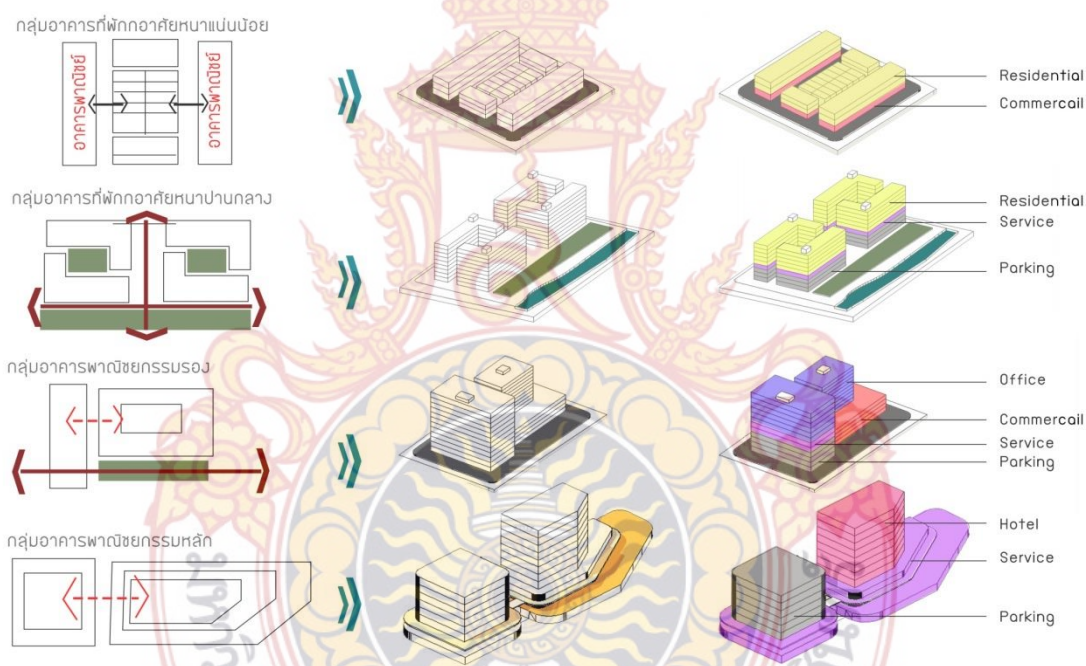 กลุ่มอาคารที่พักกอาศัยหนาแน่นน้อย
อาคารพาณิชย์
อาคารพาณิชย์
Residential
Commercail
กลุ่มอาคารที่พักกอาศัยหนาปานกลาง
Residential
Service
Parking
กลุ่มอาคารพาณิชยกรรมรอง
Office
Commercail
Service
Parking
กลุ่มอาคารพาณิชยกรรมหลัก
Hotel
Service
Parking